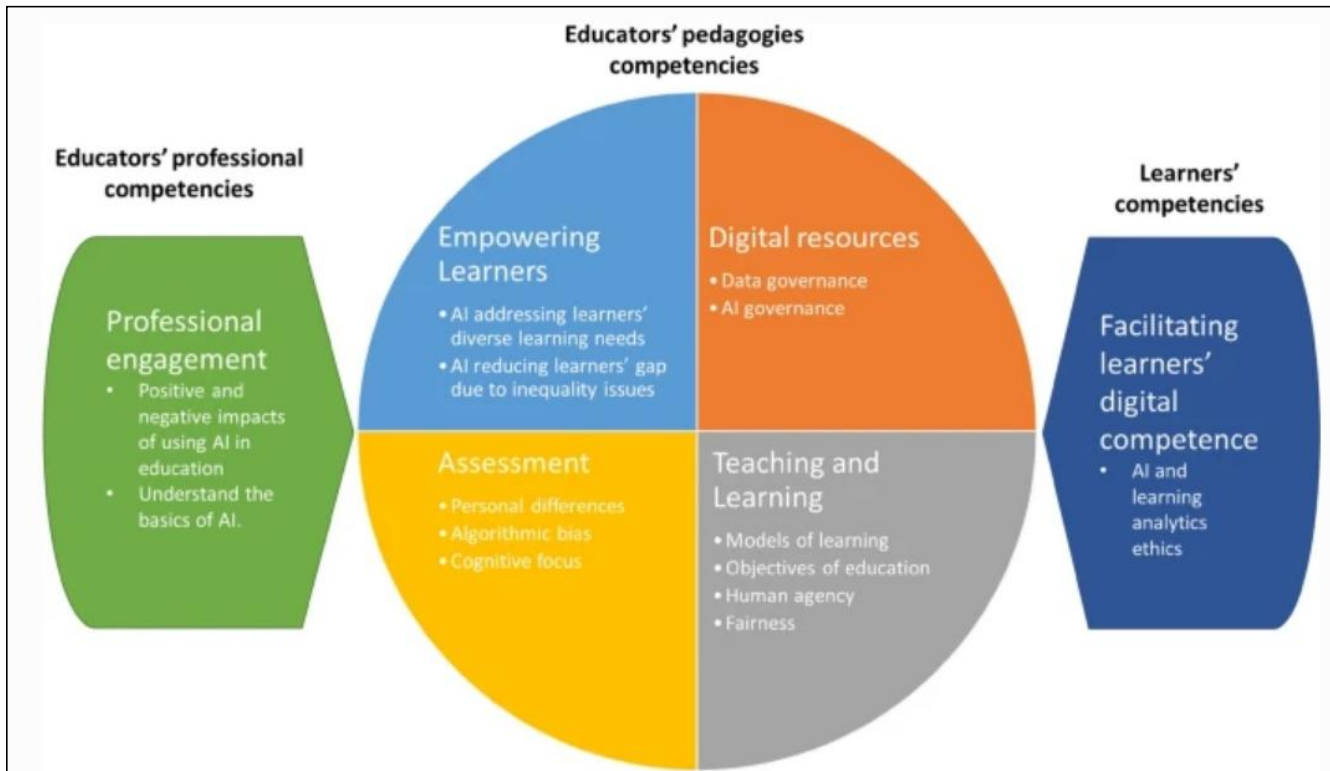 Educators' pedagogies
competencies
Educators' professional
competencies
Learners'
competencies
Professional
engagement
• Positive and
negative impacts
of using AI in
education
• Understand the
basics of AI.
Empowering
Learners
• AI addressing learners'
diverse learning needs
• AI reducing learners' gap
due to inequality issues
Digital resources
• Data governance
• AI governance
Assessment
• Personal differences
• Algorithmic bias
• Cognitive focus
Teaching and
Learning
• Models of learning
• Objectives of education
• Human agency
• Fairness
Facilitating
learners'
digital
competence
• AI and
learning
analytics
ethics